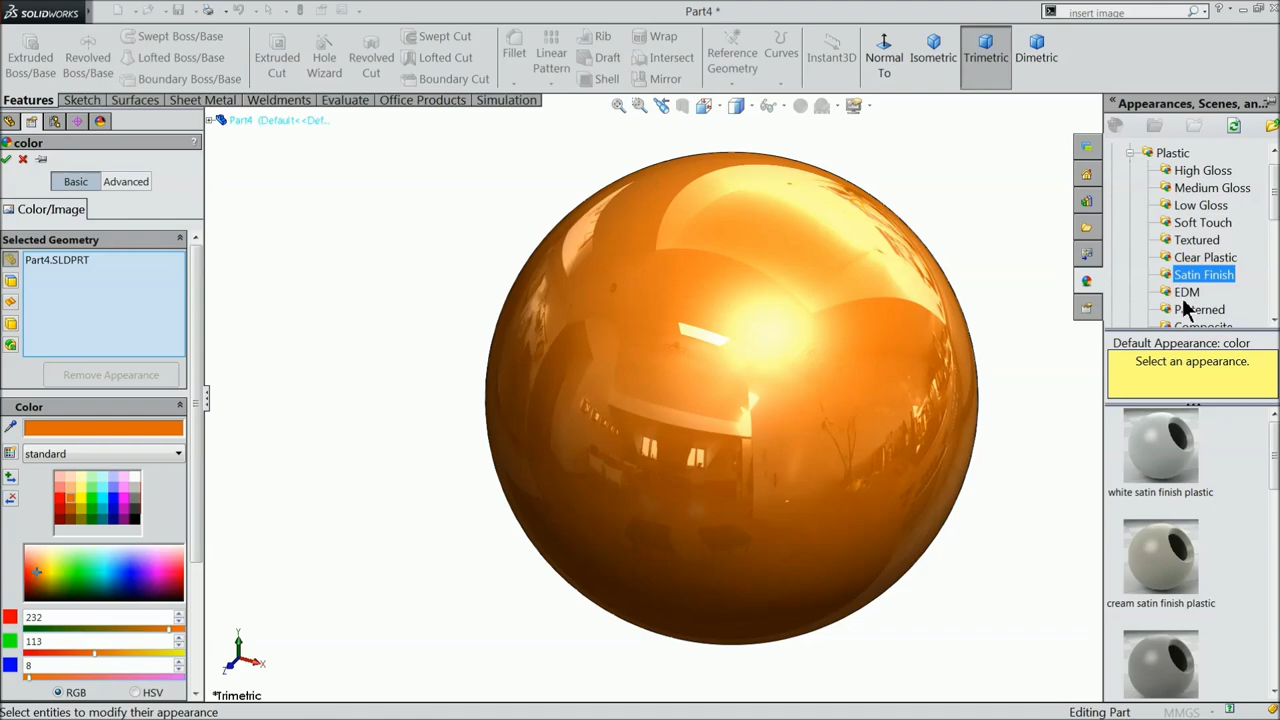 SOLIDWORKS
Part4 *
insert image
Extruded Boss/Base
Revolved Boss/Base
Swept Boss/Base
Lofted Boss/Base
Boundary Boss/Base
Extruded Cut
Hole Wizard
Revolved Cut
Swept Cut
Lofted Cut
Boundary Cut
Fillet
Linear Pattern
Rib
Draft
Shell
Wrap
Intersect
Mirror
Reference Geometry
Curves
Instant3D
Normal To
Isometric
Trimetric
Dimetric
Features
Sketch
Surfaces
Sheet Metal
Weldments
Evaluate
Office Products
Simulation
Part4 (Default<<Def...
color
?
Basic
Advanced
Color/Image
Selected Geometry
Part4.SLDPRT
Remove Appearance
Color
standard
232
113
8
RGB
HSV
Y
X
Z
*Trimetric
Appearances, Scenes, an...
Plastic
High Gloss
Medium Gloss
Low Gloss
Soft Touch
Textured
Clear Plastic
Satin Finish
EDM
Default Appearance: color
Select an appearance.
white satin finish plastic
cream satin finish plastic
Select entities to modify their appearance
Editing Part
MMGS